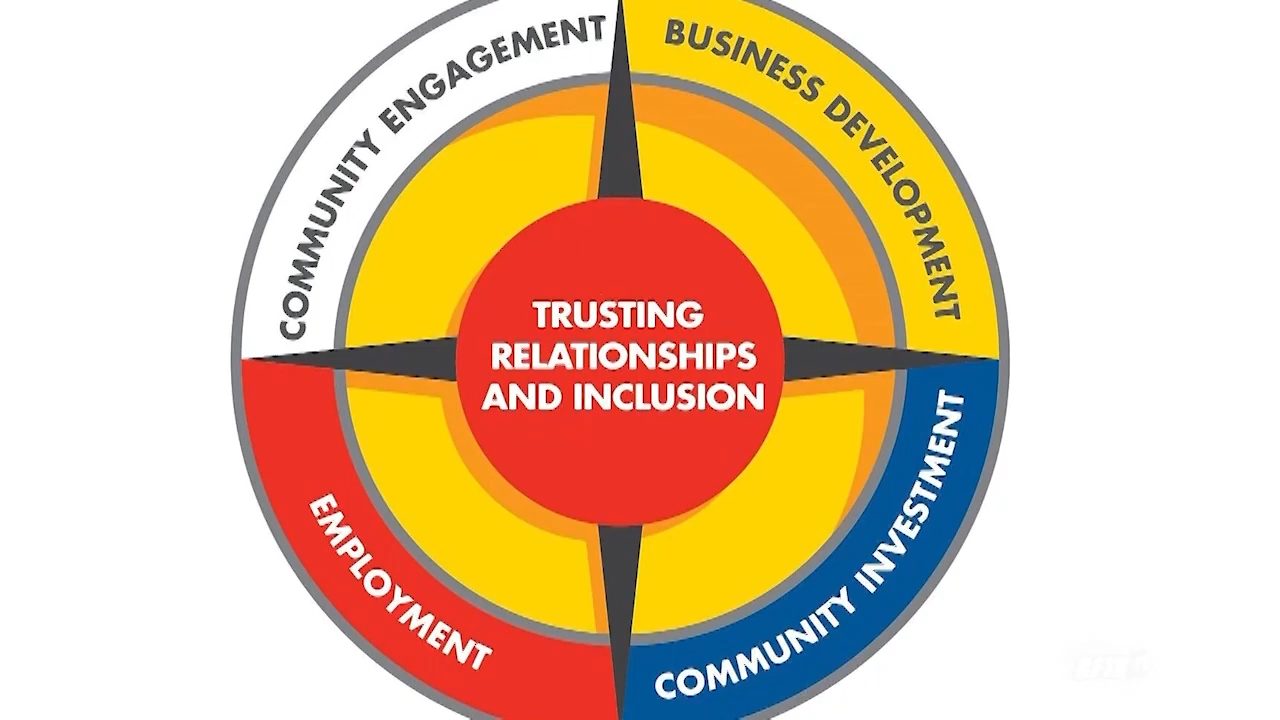 COMMUNITY ENGAGEMENT
BUSINESS DEVELOPMENT
TRUSTING
RELATIONSHIPS
AND INCLUSION
EMPLOYMENT
COMMUNITY INVESTMENT